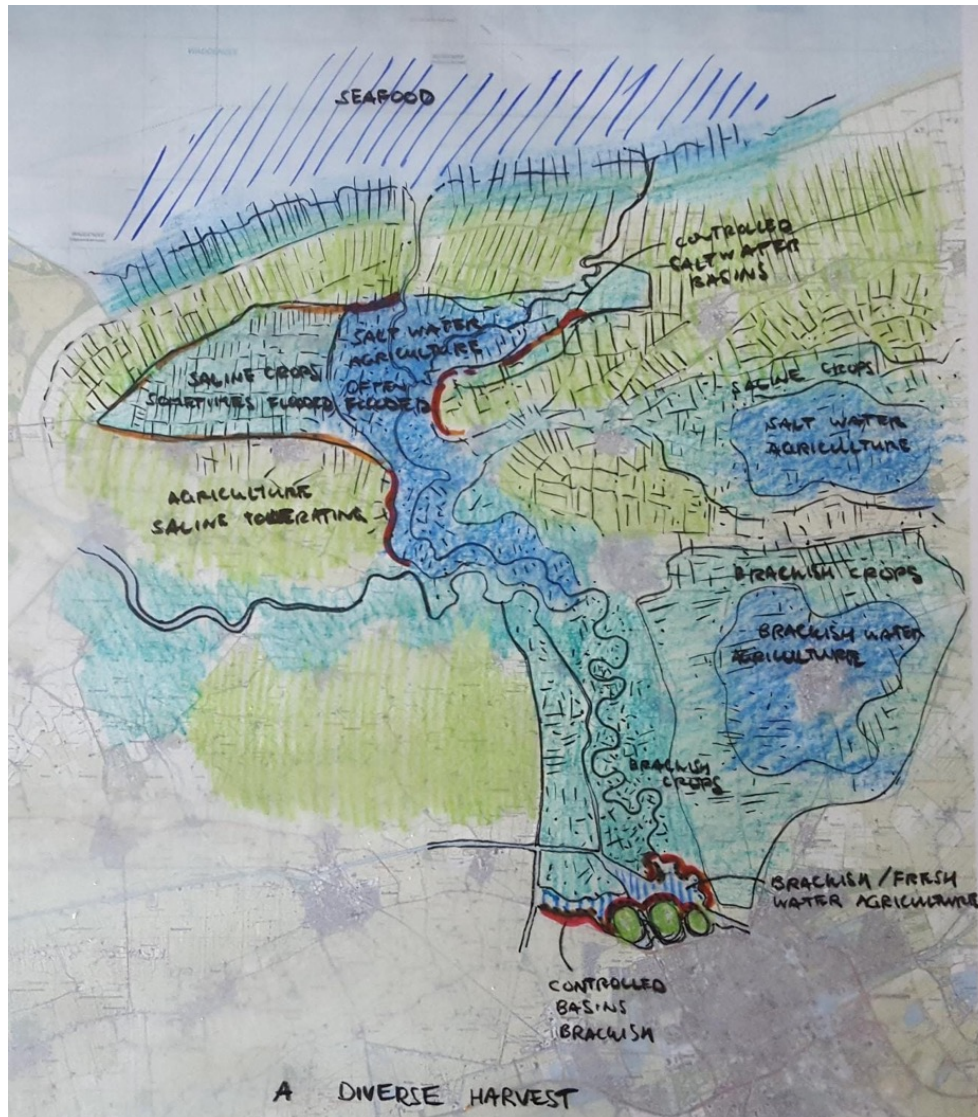 WADDENZEE
SEAFOOD
CONTROLLED
SALTWATER
BASINS
SALT WATER
AGRICULTURE
OFTEN
FLOODED
SALINE CROPS
SOMETIMES FLOODED
SALINE CROPS
SALT WATER
AGRICULTURE
AGRICULTURE
SALINE TOLERATING
BRACKISH CROPS
BRACKISH WATER
AGRICULTURE
BRACKISH
CROPS
BRACKISH / FRESH
WATER AGRICULTURE
CONTROLLED
BASINS
BRACKISH
A DIVERSE HARVEST